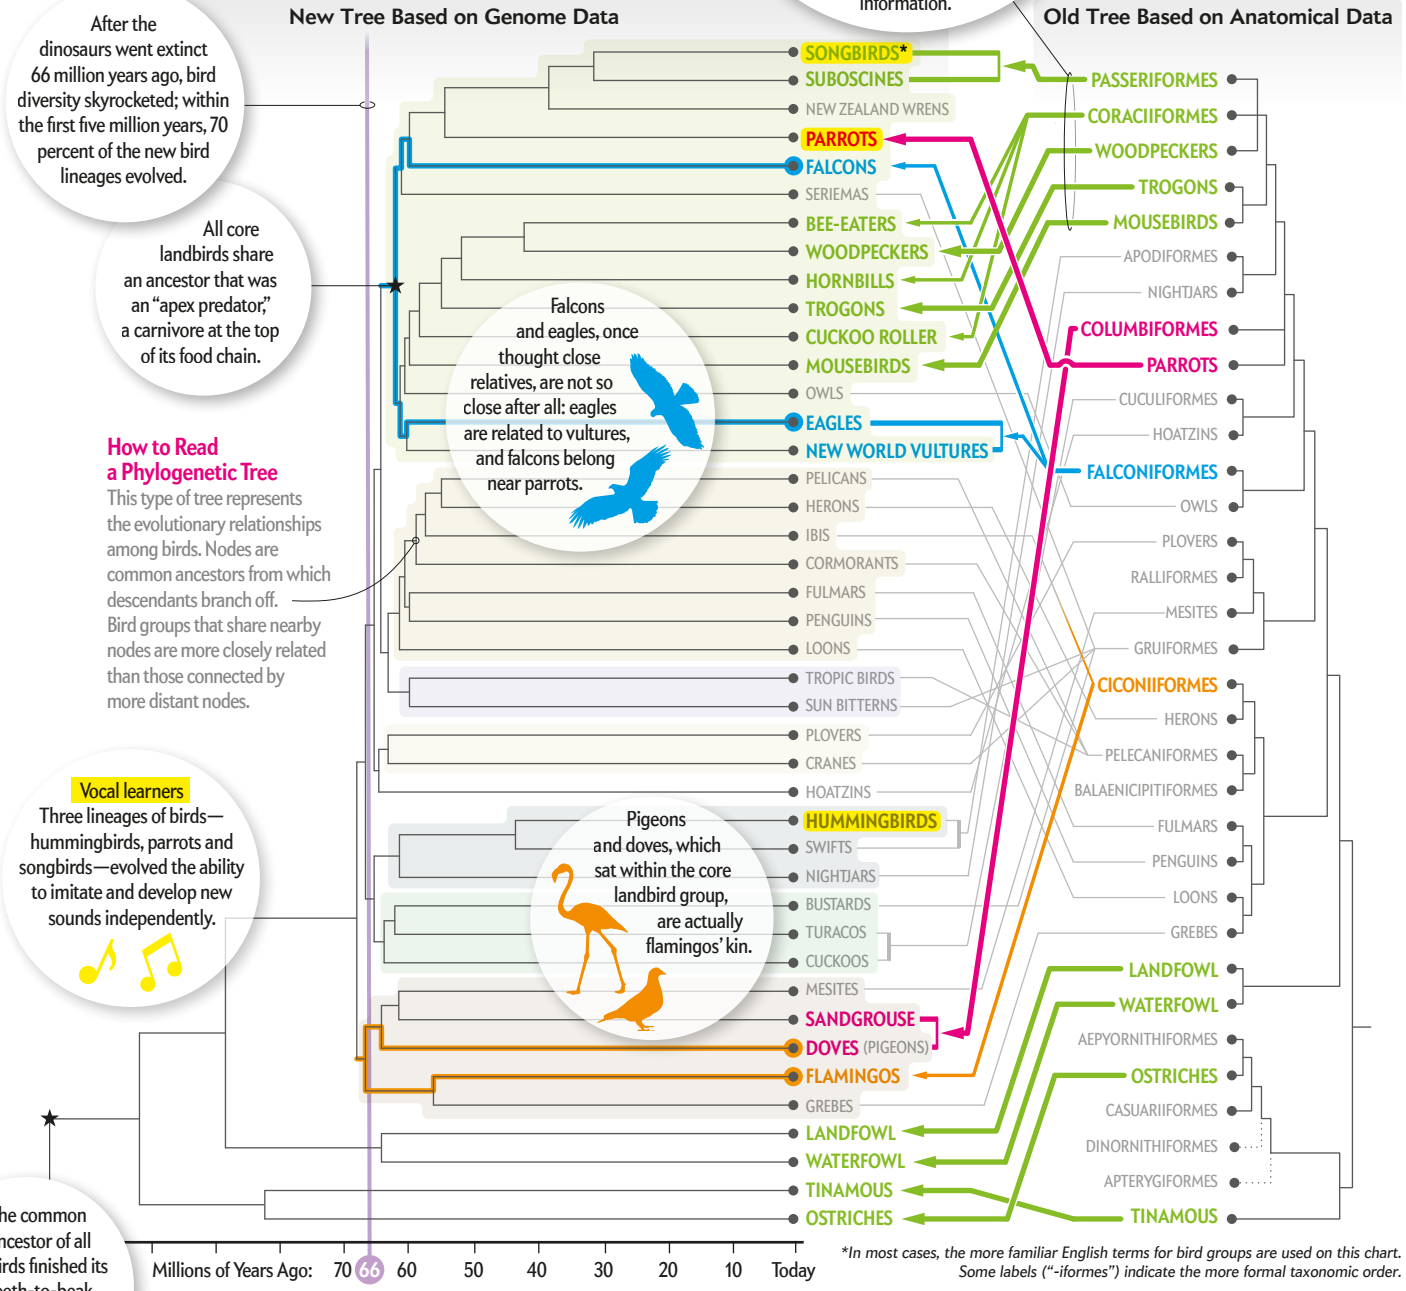 information.
New Tree Based on Genome Data
Old Tree Based on Anatomical Data
After the
dinosaurs went extinct
66 million years ago, bird
diversity skyrocketed; within
the first five million years, 70
percent of the new bird
lineages evolved.
All core
landbirds share
an ancestor that was
an “apex predator,”
a carnivore at the top
of its food chain.
How to Read
a Phylogenetic Tree
This type of tree represents
the evolutionary relationships
among birds. Nodes are
common ancestors from which
descendants branch off.
Bird groups that share nearby
nodes are more closely related
than those connected by
more distant nodes.
Vocal learners
Three lineages of birds—
hummingbirds, parrots and
songbirds—evolved the ability
to imitate and develop new
sounds independently.
Falcons
and eagles, once
thought close
relatives, are not so
close after all: eagles
are related to vultures,
and falcons belong
near parrots.
Pigeons
and doves, which
sat within the core
landbird group,
are actually
flamingos’ kin.
SONGBIRDS*
SUBOSCINES
NEW ZEALAND WRENS
PARROTS
FALCONS
SERIEMAS
BEE-EATERS
WOODPECKERS
HORNBILLS
TROGONS
CUCKOO ROLLER
MOUSEBIRDS
OWLS
EAGLES
NEW WORLD VULTURES
PELICANS
HERONS
IBIS
CORMORANTS
FULMARS
PENGUINS
LOONS
TROPIC BIRDS
SUN BITTERNS
PLOVERS
CRANES
HOATZINS
HUMMINGBIRDS
SWIFTS
NIGHTJARS
BUSTARDS
TURACOS
CUCKOOS
MESITES
SANDGROUSE
DOVES (PIGEONS)
FLAMINGOS
GREBES
LANDFOWL
WATERFOWL
TINAMOUS
OSTRICHES
PASSERIFORMES
CORACIIFORMES
WOODPECKERS
TROGONS
MOUSEBIRDS
APODIFORMES
NIGHTJARS
COLUMBIFORMES
PARROTS
CUCULIFORMES
HOATZINS
FALCONIFORMES
OWLS
PLOVERS
RALLIFORMES
MESITES
GRUIFORMES
CICONIIFORMES
HERONS
PELECANIFORMES
BALAENICIPITIFORMES
FULMARS
PENGUINS
LOONS
GREBES
LANDFOWL
WATERFOWL
AEPYORNITHIFORMES
OSTRICHES
CASUARIIFORMES
DINORNITHIFORMES
APTERYGIFORMES
TINAMOUS
he common
ncestor of all
irds finished its
Millions of Years Ago: 70 66 60 50 40 30 20 10 Today
*In most cases, the more familiar English terms for bird groups are used on this chart.
Some labels (“-iformes”) indicate the more formal taxonomic order.